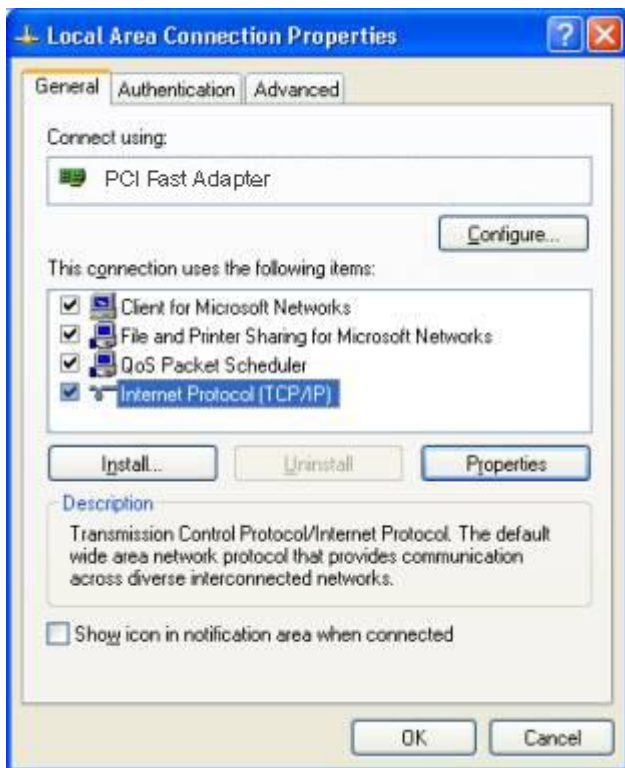 Local Area Connection Properties
General Authentication Advanced
Connect using:
PCI Fast Adapter
Configure...
This connection uses the following items:
Client for Microsoft Networks
File and Printer Sharing for Microsoft Networks
QoS Packet Scheduler
Internet Protocol (TCP/IP)
Install... Uninstall Properties
Description
Transmission Control Protocol/Internet Protocol. The default
wide area network protocol that provides communication
across diverse interconnected networks.
Show icon in notification area when connected
OK Cancel